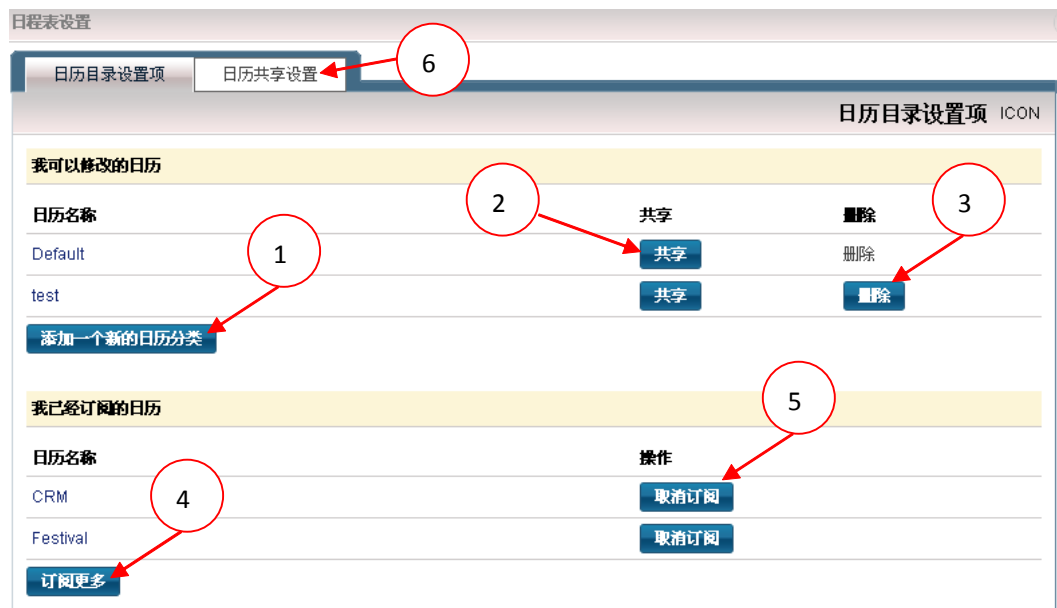 日程表设置
日历目录设置项 日历共享设置 6
日历目录设置项 ICON
我可以修改的日历
日历名称 2 共享 删除 3
Default 1 共享 删除
test 共享 删除
添加一个新的日历分类
我已经订阅的日历 5
日历名称 操作
CRM 4 取消订阅
Festival 取消订阅
订阅更多